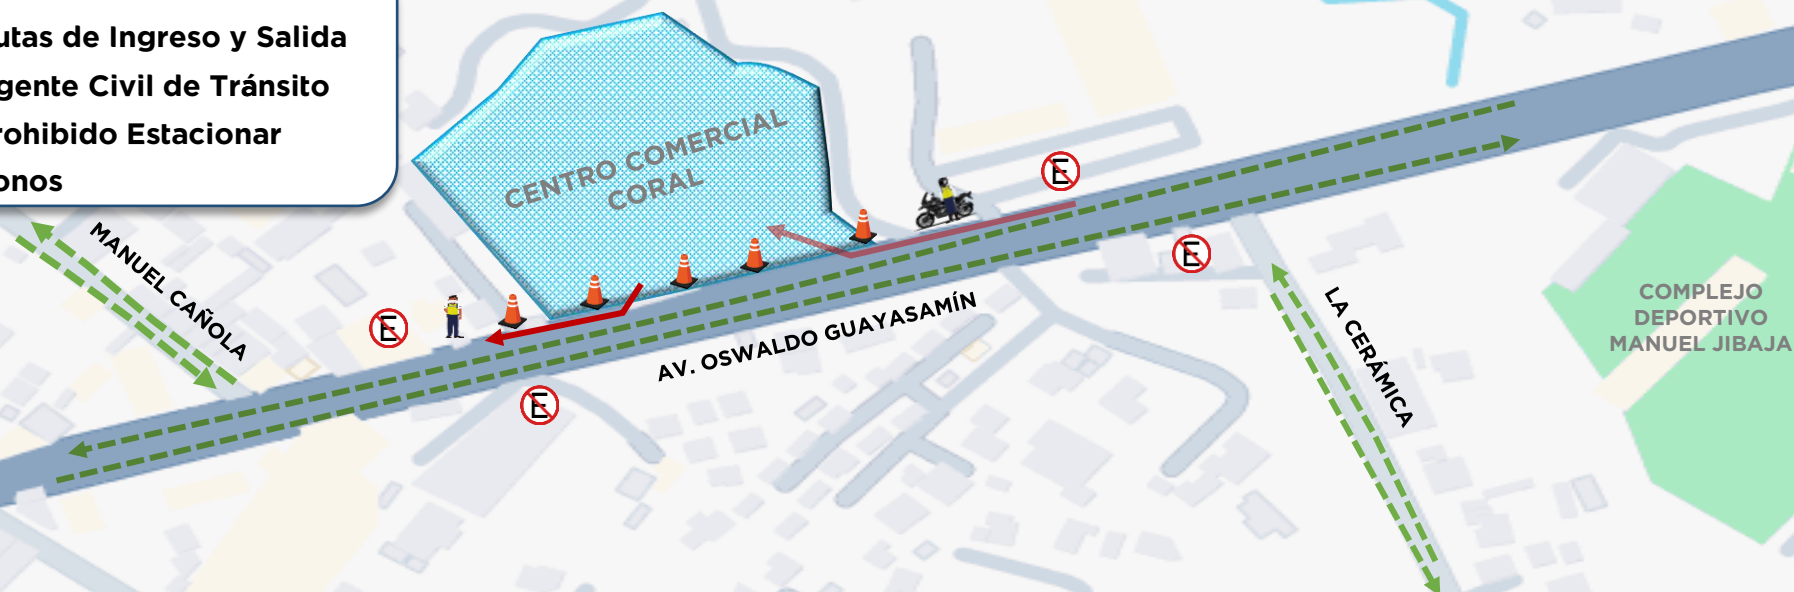 utas de Ingreso y Salida
gente Civil de Tránsito
rohibido Estacionar
onos
CENTRO COMERCIAL
CORAL
MANUEL CAÑOLA
AV. OSWALDO GUAYASAMÍN
LA CERÁMICA
COMPLEJO
DEPORTIVO
MANUEL JIBAJA
E
E
E
E